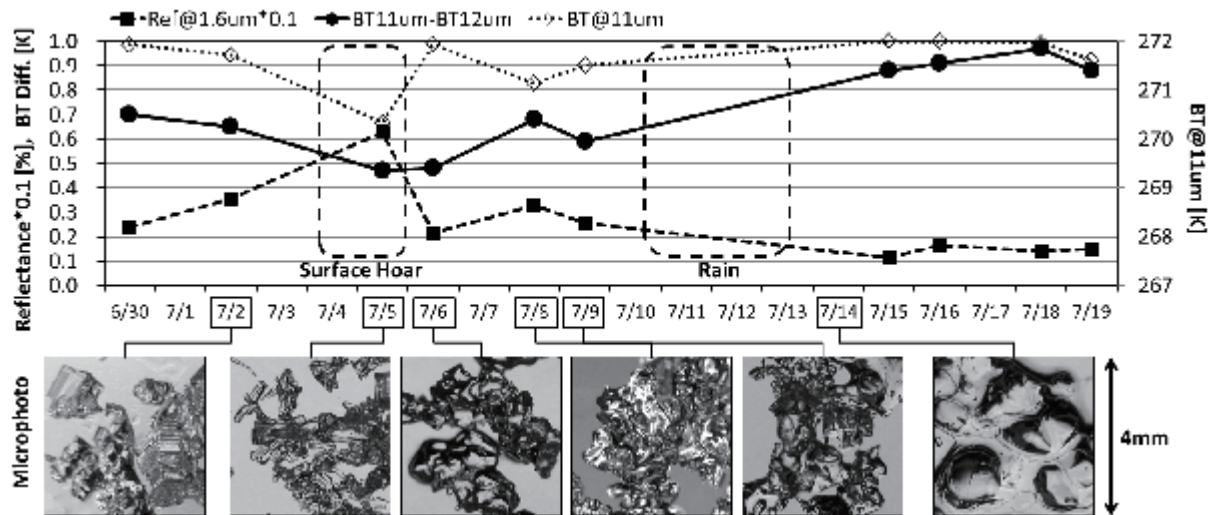 Ref@1.6um*0.1 BT11um-BT12um BT@11um
Reflectance*0.1 [%], BT Diff. [K]
1.0
0.9
0.8
0.7
0.6
0.5
0.4
0.3
0.2
0.1
0.0
272
271
270
269
268
267
BT@11um [K]
Surface Hoar
Rain
6/30 7/1 7/2 7/3 7/4 7/5 7/6 7/7 7/8 7/9 7/10 7/11 7/12 7/13 7/14 7/15 7/16 7/17 7/18 7/19
Microphoto
4mm